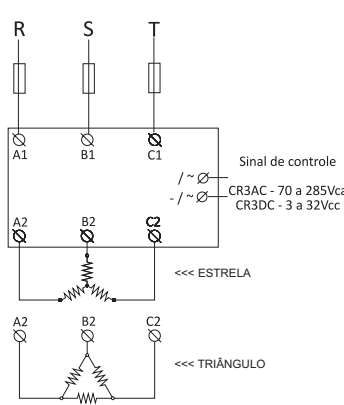 R S T
A1 B1 C1
Sinal de controle
/ ~
- / ~
CR3AC - 70 a 285Vca
CR3DC - 3 a 32Vcc
A2 B2 C2
<<< ESTRELA
A2 B2 C2
<<< TRIÂNGULO